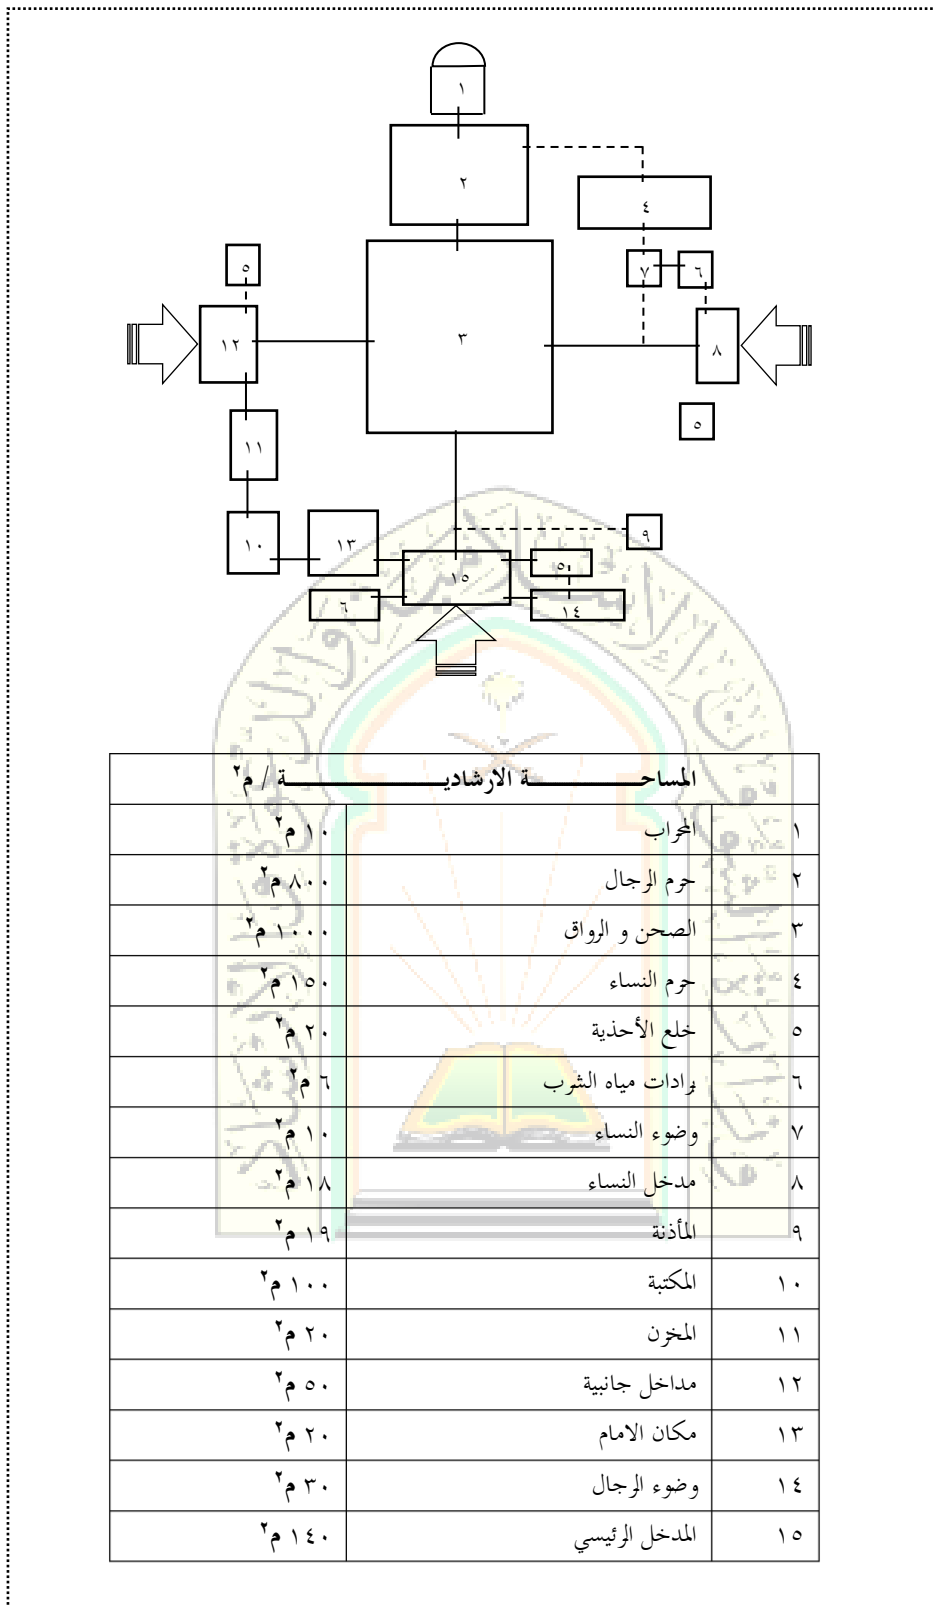 ١
٢
٤
٥
٧
٦
١٢
٣
٨
٥
١١
١٠
١٣
٩
١٥
٥
٦
١٤
المساحـــــــــــة الارشاديـــــــــــــــــــــة / م٢
١ المحراب ١٠ م٢
٢ حرم الرجال ٨٠٠ م٢
٣ الصحن و الرواق ١٠٠٠ م٢
٤ حرم النساء ١٥٠ م٢
٥ خلع الأحذية ٢٠ م٢
٦ برادات مياه الشرب ٦ م٢
٧ وضوء النساء ١٠ م٢
٨ مدخل النساء ١٨ م٢
٩ المأذنة ١٩ م٢
١٠ المكتبة ١٠٠ م٢
١١ المخزن ٢٠ م٢
١٢ مداخل جانبية ٥٠ م٢
١٣ مكان الامام ٢٠ م٢
١٤ وضوء الرجال ٣٠ م٢
١٥ المدخل الرئيسي ١٤٠ م٢